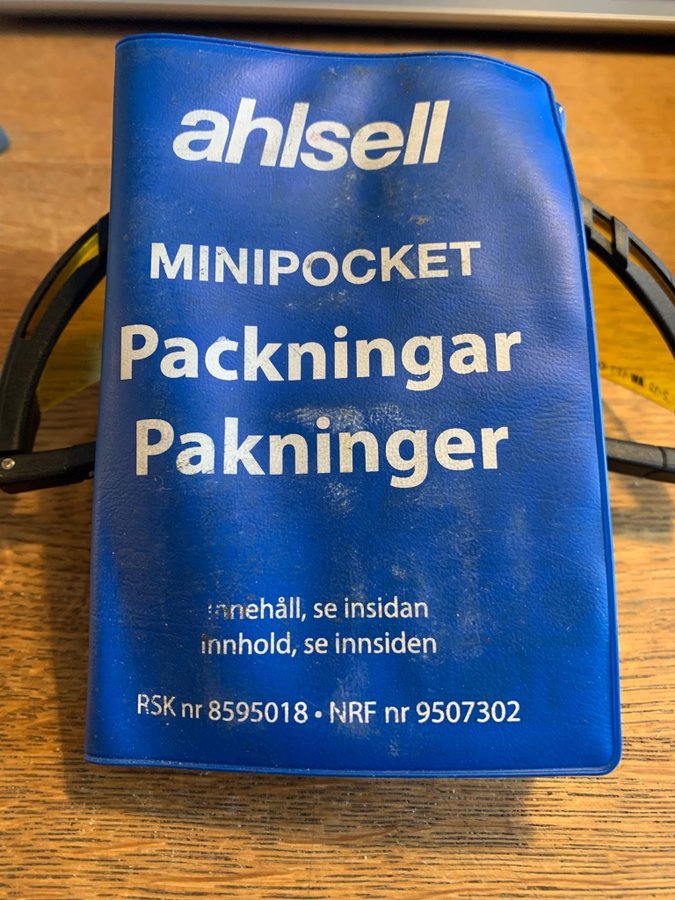 ahlsell
MINIPOCKET
Packningar
Pakninger
innehåll, se insidan
innhold, se innsiden
RSK nr 8595018 • NRF nr 9507302